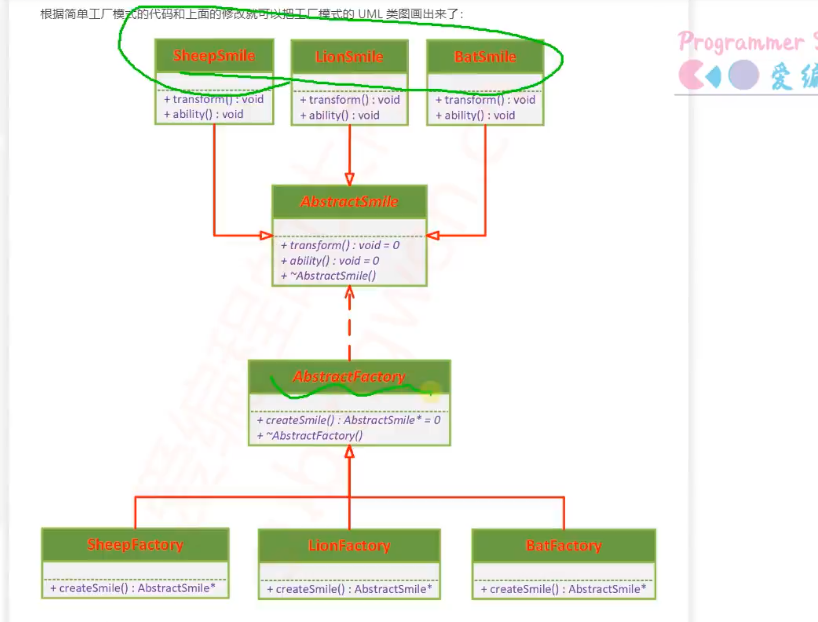 根据简单工厂模式的代码和上面的修改就可以把工厂模式的 UML 类图画出来了：
Programmer S
爱编
SheepSmile
+ transform() : void
+ ability() : void
LionSmile
+ transform() : void
+ ability() : void
BatSmile
+ transform() : void
+ ability() : void
AbstractSmile
+ transform() : void = 0
+ ability() : void = 0
+ ~AbstractSmile()
AbstractFactory
+ createSmile() : AbstractSmile* = 0
+ ~AbstractFactory()
SheepFactory
+ createSmile() : AbstractSmile*
LionFactory
+ createSmile() : AbstractSmile*
BatFactory
+ createSmile() : AbstractSmile*